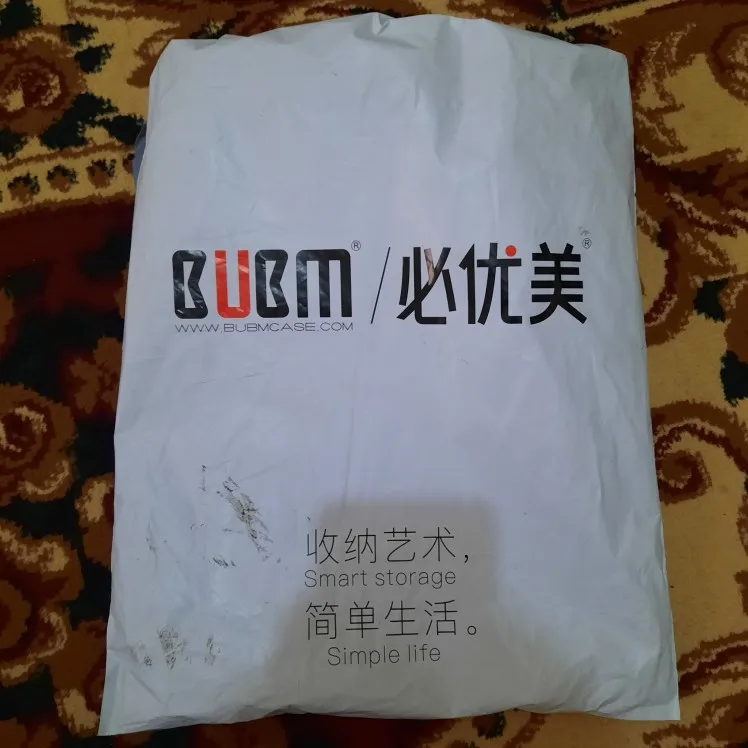 BUBM® / 必优美®
WWW.BUBMCASE.COM
收纳艺术,
Smart storage
简单生活。
Simple life